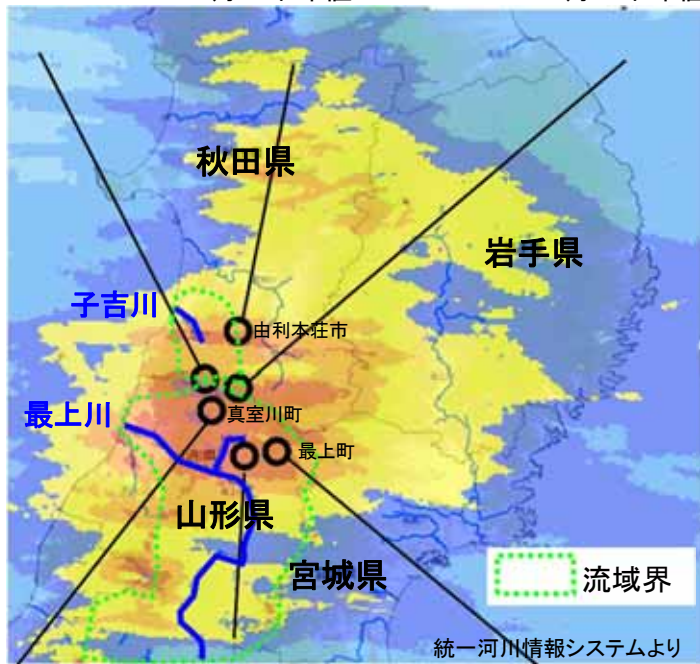 秋田県
岩手県
子吉川
由利本荘市
最上川
真室川町
最上町
山形県
宮城県
流域界
統一河川情報システムより